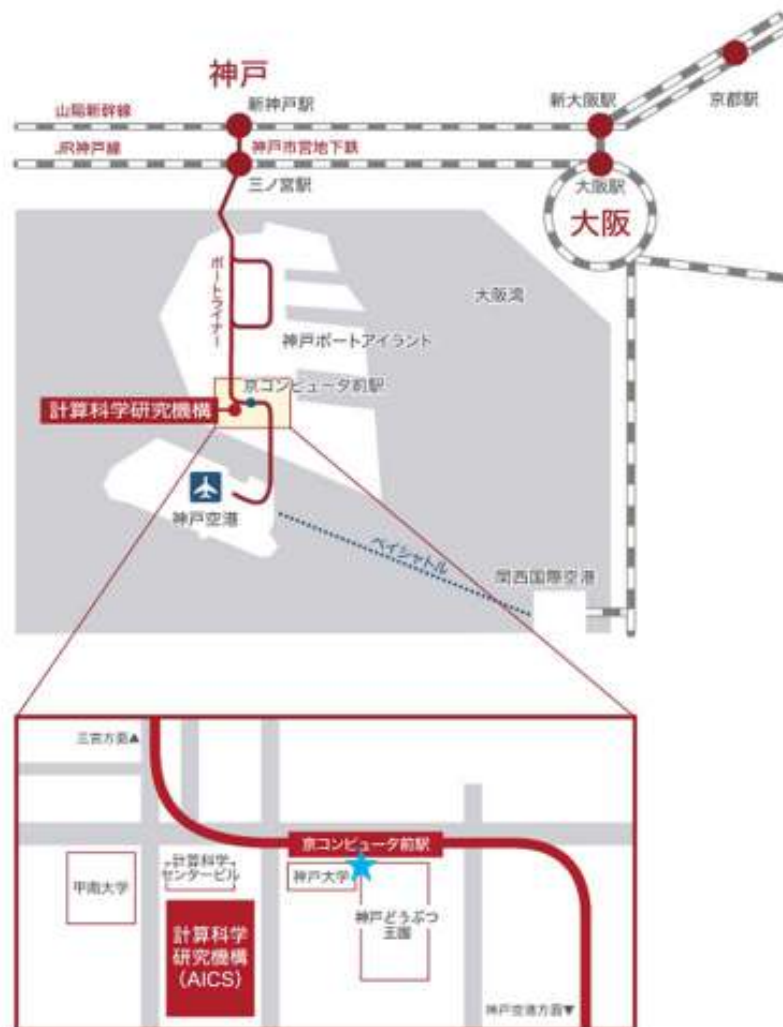 神戸
山陽新幹線
新神戸駅
新大阪駅
京都駅
JR神戸線
神戸市営地下鉄
三ノ宮駅
大阪駅
大阪
ポートライナー
大阪湾
神戸ポートアイランド
京コンピュータ前駅
計算科学研究機構
神戸空港
ベイシャトル
関西国際空港
三宮方面▲
京コンピュータ前駅
甲南大学
計算科学
センタービル
神戸大学
神戸どうぶつ
王国
計算科学
研究機構
(AICS)
神戸空港方面▼